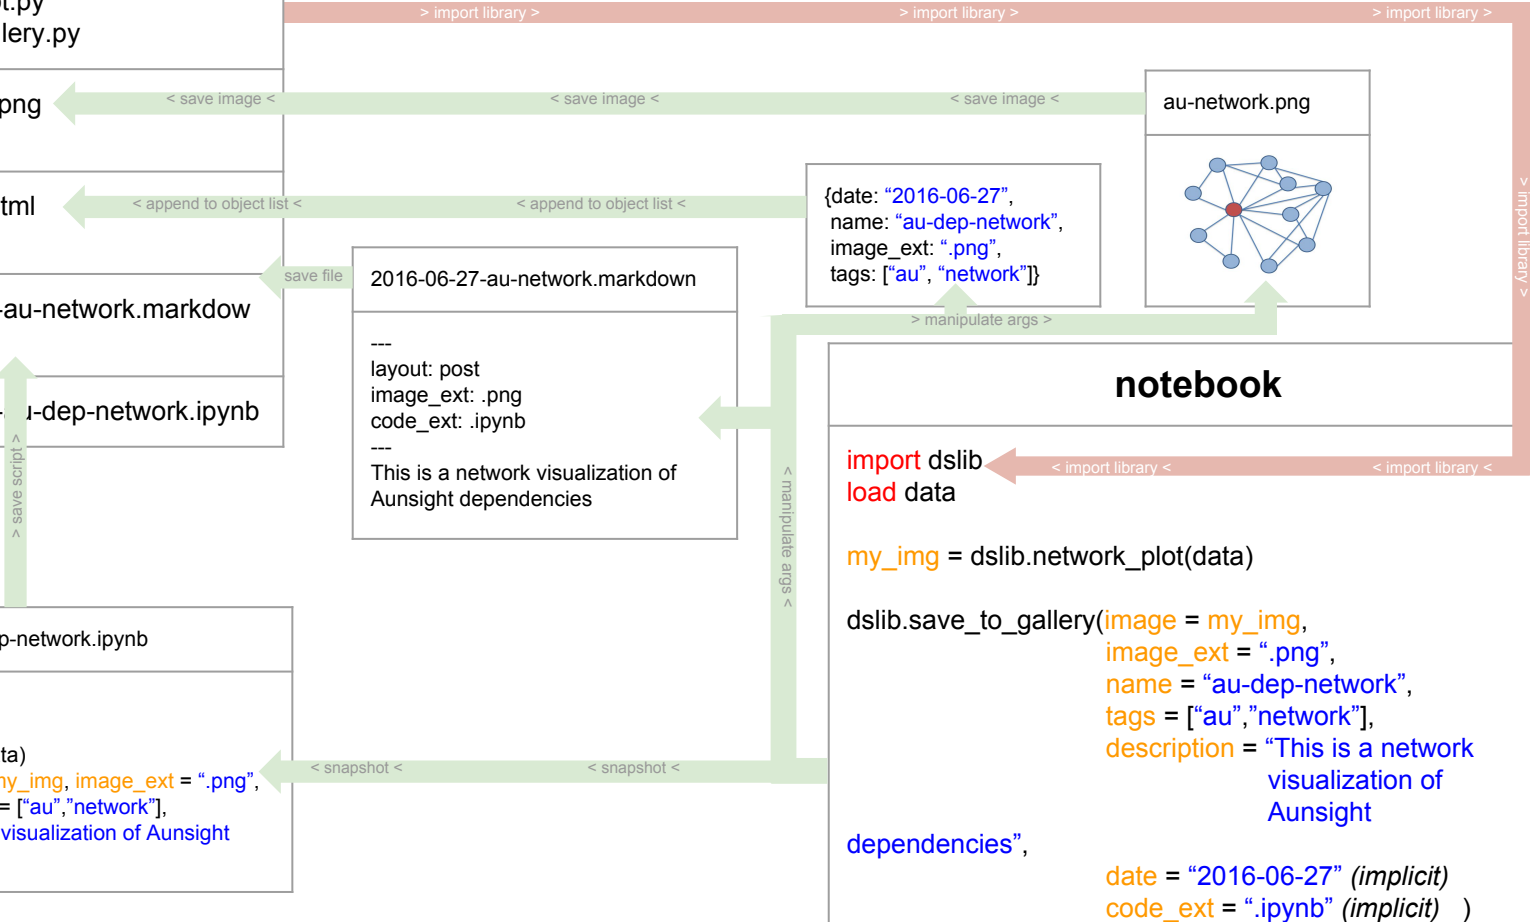 t.py
lery.py
> import library >
> import library >
> import library >
png
< save image <
< save image <
< save image <
au-network.png
tml
< append to object list <
< append to object list <
{date: “2016-06-27”,
name: “au-dep-network”,
image_ext: “.png”,
tags: [“au”, “network”]}
> import library >
-au-network.markdow
save file
2016-06-27-au-network.markdown
---
layout: post
image_ext: .png
code_ext: .ipynb
---
This is a network visualization of
Aunsight dependencies
> manipulate args >
< manipulate args <
u-dep-network.ipynb
> save script >
notebook
import dslib
load data
< import library <
< import library <
my_img = dslib.network_plot(data)
dslib.save_to_gallery(image = my_img,
image_ext = “.png”,
name = “au-dep-network”,
tags = [“au”,”network”],
description = “This is a network
visualization of
Aunsight
dependencies”,
date = “2016-06-27” (implicit)
code_ext = “.ipynb” (implicit) )
p-network.ipynb
ta)
my_img, image_ext = “.png”,
= [“au”,”network”],
visualization of Aunsight
< snapshot <
< snapshot <